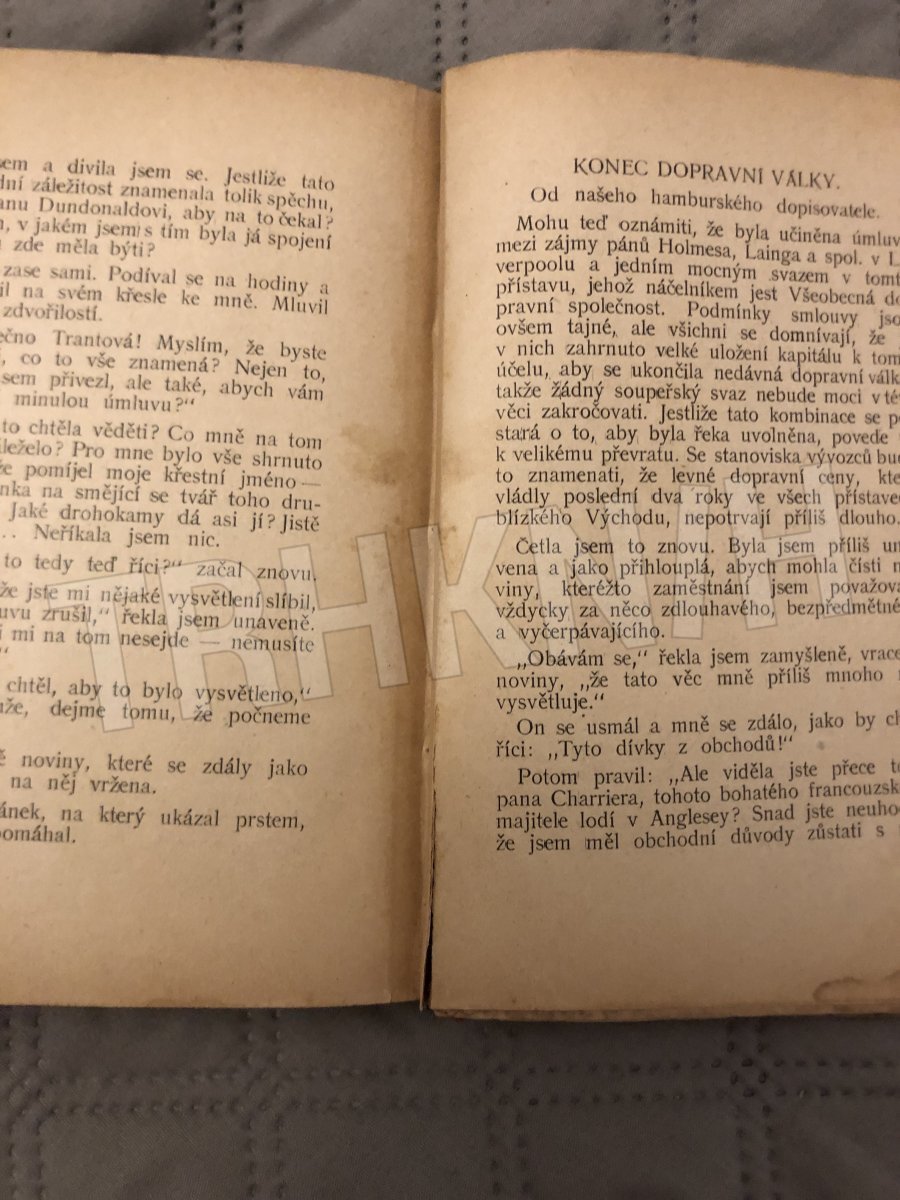 sem a divila jsem se. Jestliže tato
dní záležitost znamenala tolik spěchu,
anu Dundonaldovi, aby na to čekal?
, v jakém jsem s tím byla já spojení
zde měla býti?
zase sami. Podíval se na hodiny a
il na svém křesle ke mně. Mluvil
zdvořilostí.
ečno Trantová! Myslím, že byste
, co to vše znamená? Nejen to,
sem přivezl, ale také, abych vám
minulou úmluvu?“
to chtěla věděti? Co mně na tom
áleželo? Pro mne bylo vše shrnuto
že pomíjel moje křestní jméno —
nka na smějící se tvář toho dru-
Jaké drohokamy dá asi jí? Jistě
... Neříkala jsem nic.
to tedy teď říci?“ začal znovu.
že jste mi nějaké vysvětlení slíbil,
uvu zrušil,“ řekla jsem unaveně.
i mi na tom nesejde — nemusíte
“
chtěl, aby to bylo vysvětleno,“
uže, dejme tomu, že počneme
ě noviny, které se zdály jako
na něj vržena.
ánek, na který ukázal prstem,
pomáhal.
KONEC DOPRAVNÍ VÁLKY.
Od našeho hamburského dopisovatele.
Mohu teď oznámiti, že byla učiněna úmluv
mezi zájmy pánů Holmesa, Lainga a spol. v L
verpoolu a jedním mocným svazem v tomt
přístavu, jehož náčelníkem jest Všeobecná do
pravní společnost. Podmínky smlouvy jso
ovšem tajné, ale všichni se domnívají, že
v nich zahrnuto velké uložení kapitálu k tom
účelu, aby se ukončila nedávná dopravní válk
takže žádný soupeřský svaz nebude moci v té
věci zakročovati. Jestliže tato kombinace se po
stará o to, aby byla řeka uvolněna, povede
k velikému převratu. Se stanoviska vývozců bud
to znamenati, že levné dopravní ceny, kte
vládly poslední dva roky ve všech přístavec
blízkého Východu, nepotrvají příliš dlouho.
Četla jsem to znovu. Byla jsem příliš un
vena a jako přihlouplá, abych mohla čísti n
viny, kteréžto zaměstnání jsem považova
vždycky za něco zdlouhavého, bezpředmětné
a vyčerpávajícího.
„Obávám se,“ řekla jsem zamyšleně, vrace
noviny, „že tato věc mně příliš mnoho n
vysvětluje.“
On se usmál a mně se zdálo, jako by ch
říci: „Tyto dívky z obchodů!“
Potom pravil: „Ale viděla jste přece to
pana Charriera, tohoto bohatého francouzsk
majitele lodí v Anglesey? Snad jste neuho
že jsem měl obchodní důvody zůstati s
TRHKNIH